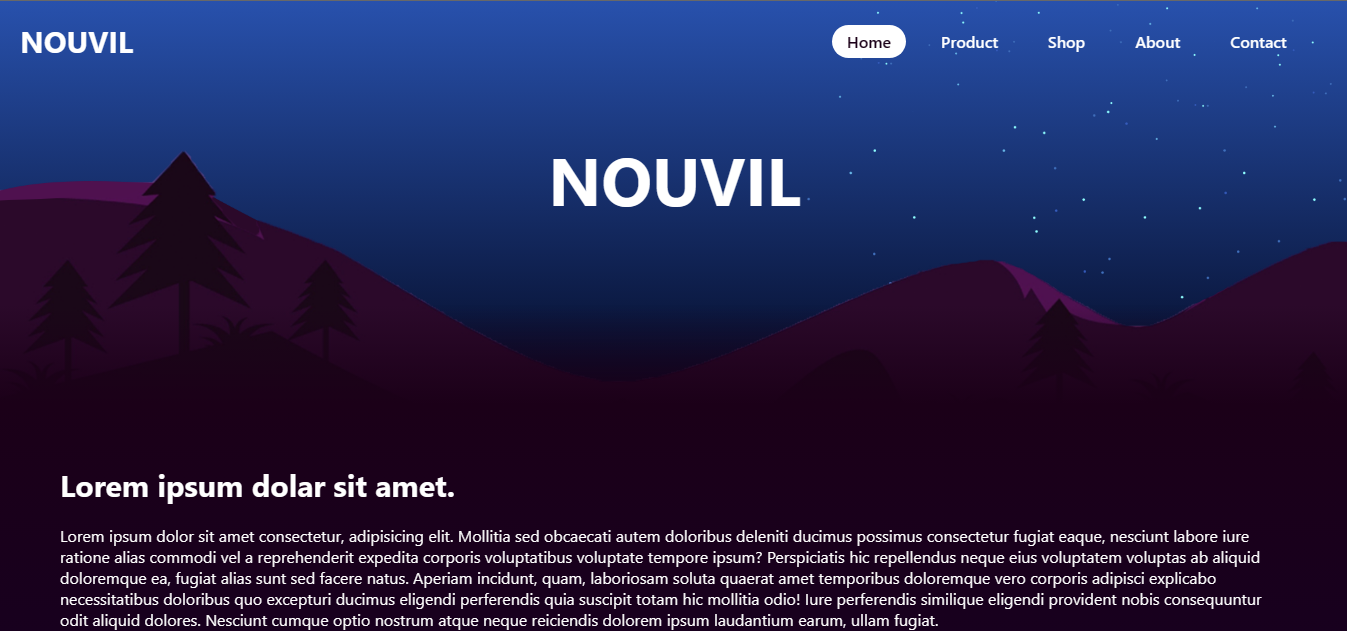 NOUVIL
Home Product Shop About Contact
NOUVIL
Lorem ipsum dolar sit amet.
Lorem ipsum dolor sit amet consectetur, adipisicing elit. Mollitia sed obcaecati autem doloribus deleniti ducimus possimus consectetur fugiat eaque, nesciunt labore iure
ratione alias commodi vel a reprehenderit expedita corporis voluptatibus voluptate tempore ipsum? Perspiciatis hic repellendus neque eius voluptatem voluptas ab aliquid
doloremque ea, fugiat alias sunt sed facere natus. Aperiam incidunt, quam, laboriosam soluta quaerat amet temporibus doloremque vero corporis adipisci explicabo
necessitatibus doloribus quo excepturi ducimus eligendi perferendis quia suscipit totam hic mollitia odio! Iure perferendis similique eligendi provident nobis consequuntur
odit aliquid dolores. Nesciunt cumque optio nostrum atque neque reiciendis dolorem ipsum laudantium earum, ullam fugiat.